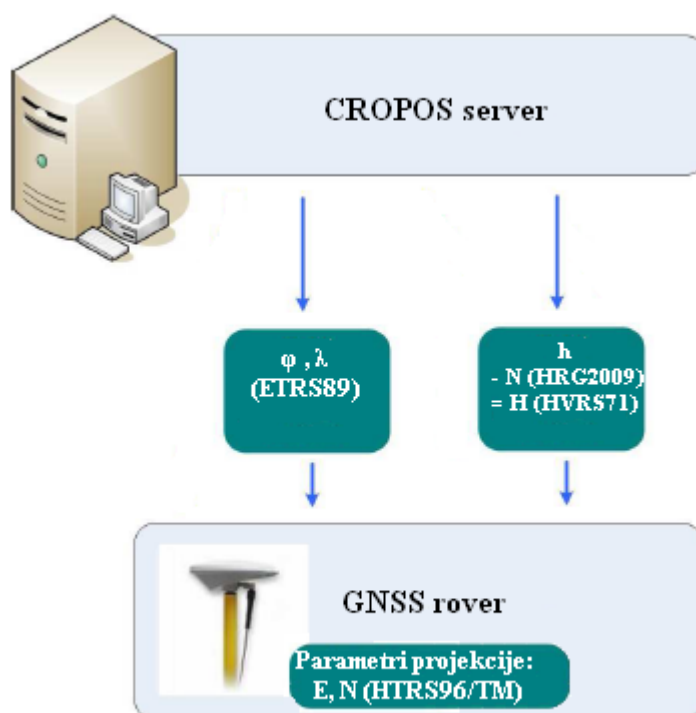 CROPOS server
φ , λ
(ETRS89)
h
- N (HRG2009)
= H (HVRS71)
GNSS rover
Parametri projekcije:
E, N (HTRS96/TM)